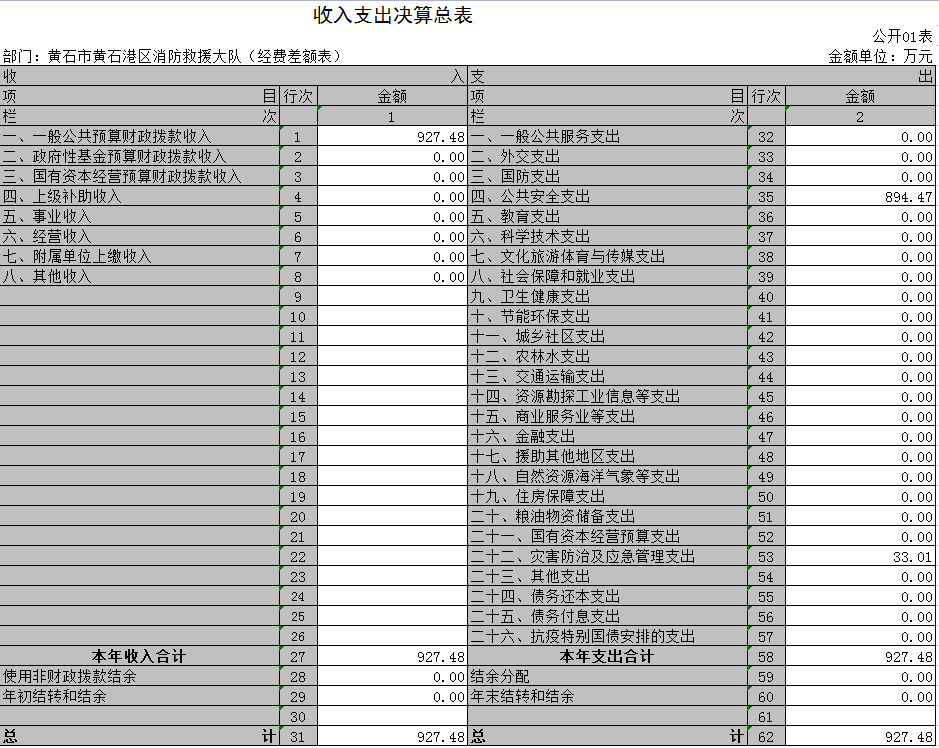 收入支出决算总表
公开01表
部门：黄石市黄石港区消防救援大队（经费差额表） 金额单位：万元
收 入 支 出
项 目 行次 金额 项 目 行次 金额
栏 次 1 栏 次 2
一、一般公共预算财政拨款收入 1 927.48 一、一般公共服务支出 32 0.00
二、政府性基金预算财政拨款收入 2 0.00 二、外交支出 33 0.00
三、国有资本经营预算财政拨款收入 3 0.00 三、国防支出 34 0.00
四、上级补助收入 4 0.00 四、公共安全支出 35 894.47
五、事业收入 5 0.00 五、教育支出 36 0.00
六、经营收入 6 0.00 六、科学技术支出 37 0.00
七、附属单位上缴收入 7 0.00 七、文化旅游体育与传媒支出 38 0.00
八、其他收入 8 0.00 八、社会保障和就业支出 39 0.00
9 九、卫生健康支出 40 0.00
10 十、节能环保支出 41 0.00
11 十一、城乡社区支出 42 0.00
12 十二、农林水支出 43 0.00
13 十三、交通运输支出 44 0.00
14 十四、资源勘探工业信息等支出 45 0.00
15 十五、商业服务业等支出 46 0.00
16 十六、金融支出 47 0.00
17 十七、援助其他地区支出 48 0.00
18 十八、自然资源海洋气象等支出 49 0.00
19 十九、住房保障支出 50 0.00
20 二十、粮油物资储备支出 51 0.00
21 二十一、国有资本经营预算支出 52 0.00
22 二十二、灾害防治及应急管理支出 53 33.01
23 二十三、其他支出 54 0.00
24 二十四、债务还本支出 55 0.00
25 二十五、债务付息支出 56 0.00
26 二十六、抗疫特别国债安排的支出 57 0.00
本年收入合计 27 927.48 本年支出合计 58 927.48
使用非财政拨款结余 28 0.00 结余分配 59 0.00
年初结转和结余 29 0.00 年末结转和结余 60 0.00
30 61
总 计 31 927.48 总 计 62 927.48